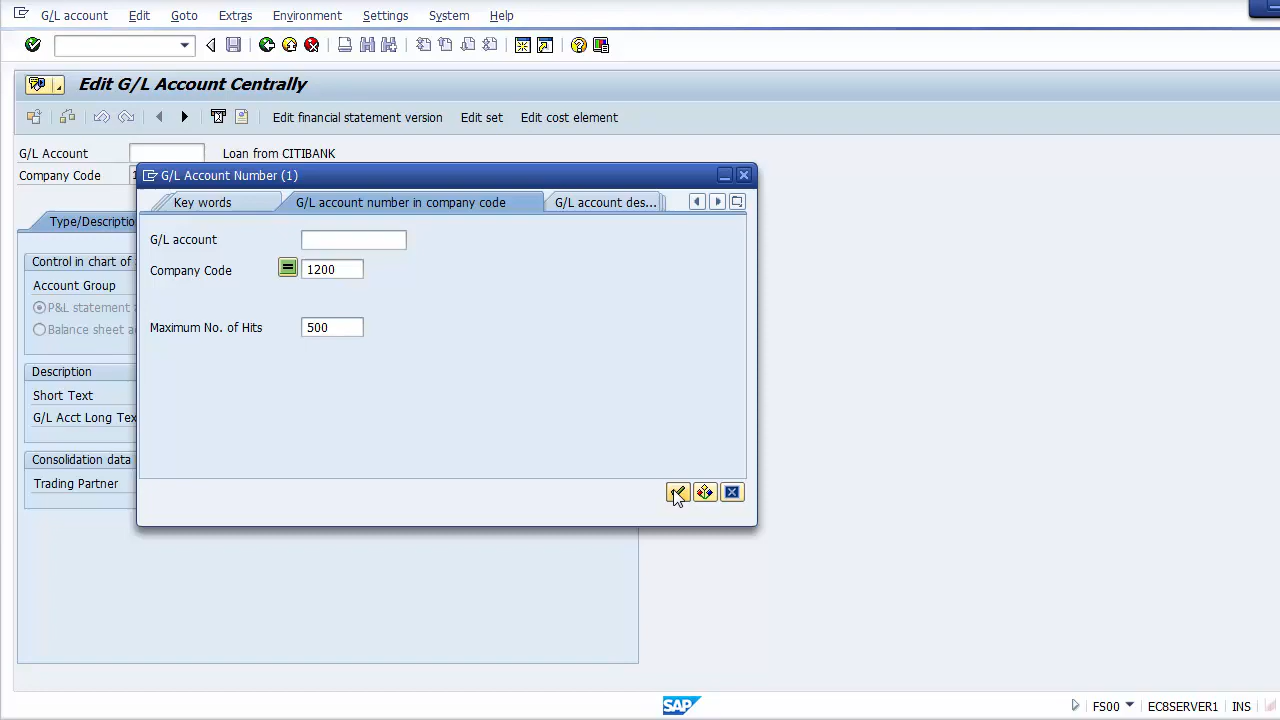 G/L account Edit Goto Extras Environment Settings System Help
Edit G/L Account Centrally
Edit financial statement version Edit set Edit cost element
G/L Account Loan from CITIBANK
Company Code
G/L Account Number (1)
Key words G/L account number in company code G/L account des...
G/L account
Company Code 1200
Maximum No. of Hits 500
Type/Descriptio
Control in chart of
Account Group
P&L statement
Balance sheet a
Description
Short Text
G/L Acct Long Tex
Consolidation data
Trading Partner
SAP FS00 EC8SERVER1 INS